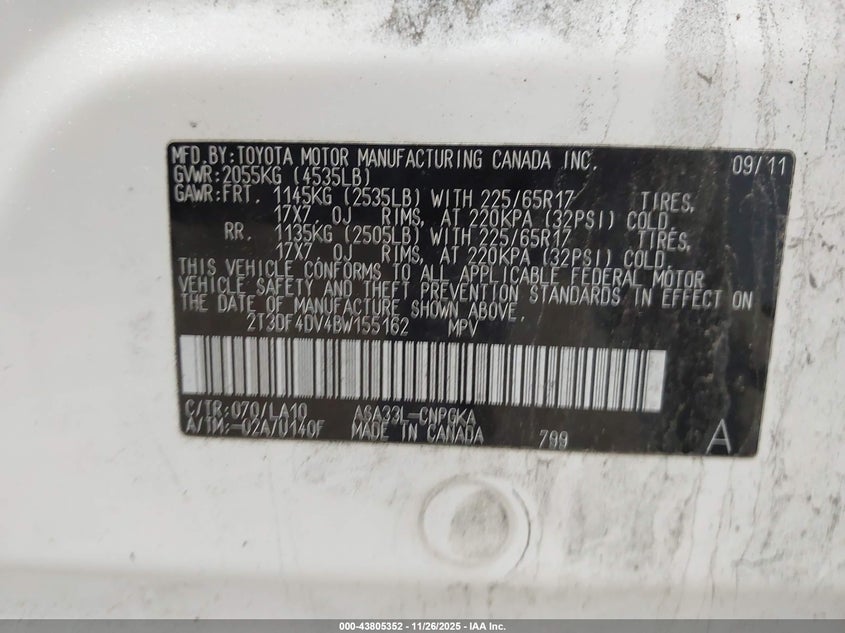 MFD.BY:TOYOTA MOTOR MANUFACTURING CANADA INC. 09/11
GVWR:2055KG (4535LB)
GAWR:FRT. 1145KG (2535LB) WITH 225/65R17 TIRES,
17X7. 0J RIMS, AT 220KPA (32PSI) COLD.
RR. 1135KG (2505LB) WITH 225/65R17 TIRES,
17X7. 0J RIMS, AT 220KPA (32PSI) COLD.
THIS VEHICLE CONFORMS TO ALL APPLICABLE FEDERAL MOTOR
VEHICLE SAFETY AND THEFT PREVENTION STANDARDS IN EFFECT ON
THE DATE OF MANUFACTURE SHOWN ABOVE.
2T3DF4DV4BW155162 MPV
C/TR:070/LA10 ASA33L-CNPGKA
A/TM:-02A/U140F MADE IN CANADA 799 A
000-43805352 | 11/26/2025 | IAA Inc.